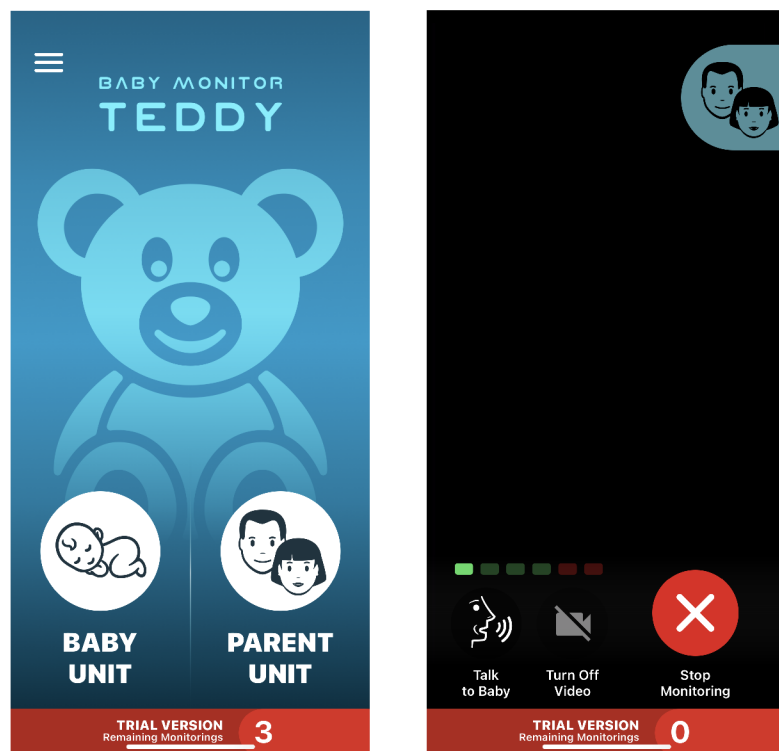 BABY MONITOR
TEDDY
BABY
UNIT
PARENT
UNIT
TRIAL VERSION
Remaining Monitorings
3
Talk
to Baby
Turn Off
Video
Stop
Monitoring
TRIAL VERSION
Remaining Monitorings
0